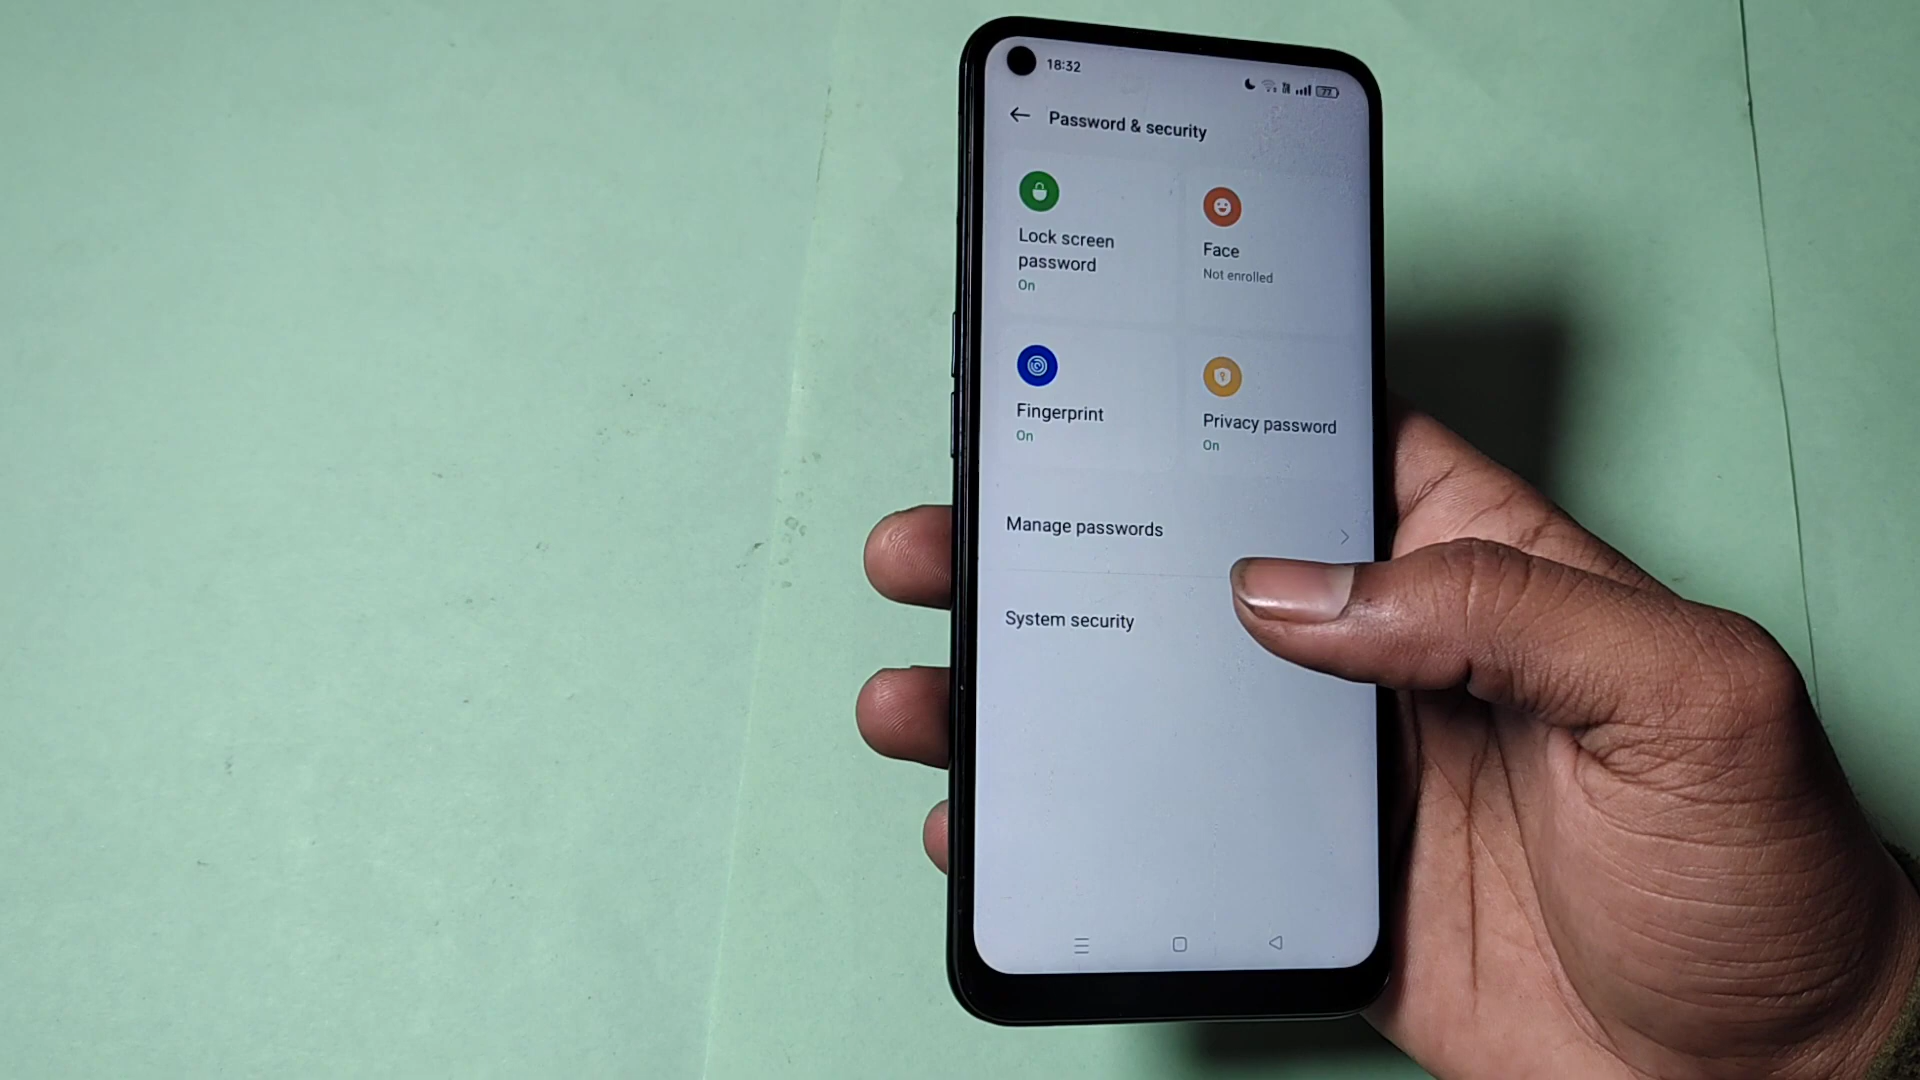 18:32
77
Password & security
Lock screen
password
On
Face
Not enrolled
Fingerprint
On
Privacy password
On
Manage passwords
System security